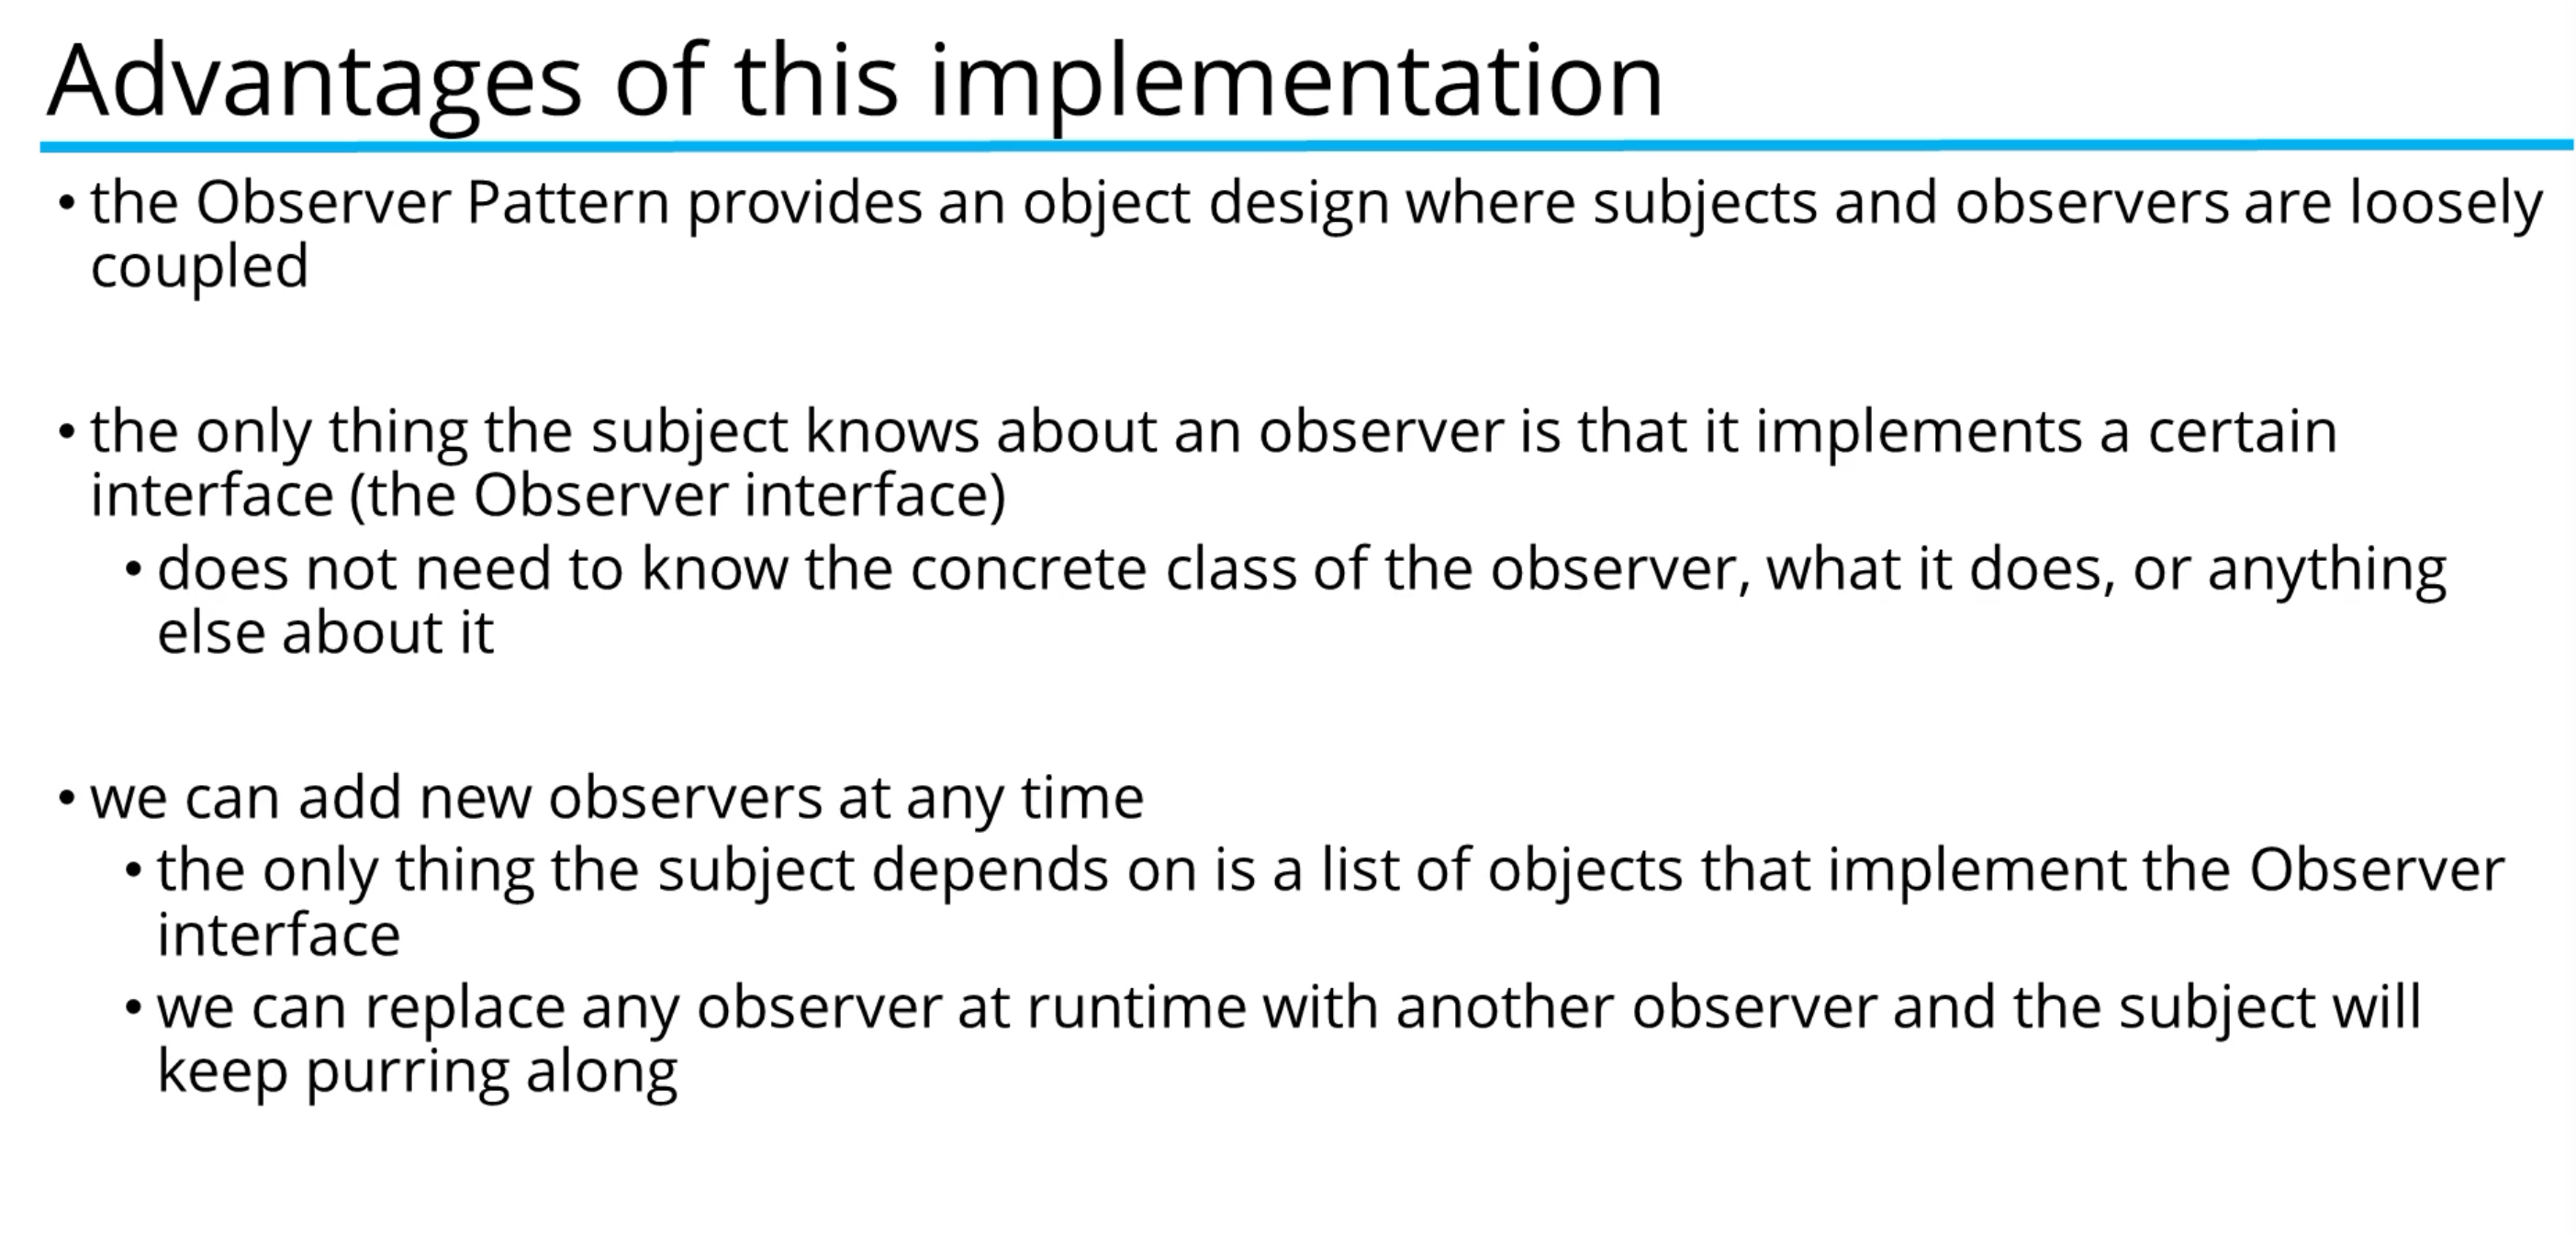 Advantages of this implementation
• the Observer Pattern provides an object design where subjects and observers are loosely
coupled
• the only thing the subject knows about an observer is that it implements a certain
interface (the Observer interface)
• does not need to know the concrete class of the observer, what it does, or anything
else about it
• we can add new observers at any time
• the only thing the subject depends on is a list of objects that implement the Observer
interface
• we can replace any observer at runtime with another observer and the subject will
keep purring along